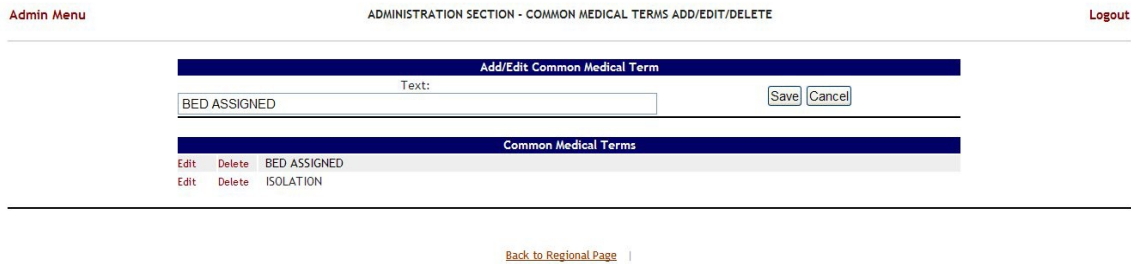 Admin Menu ADMINISTRATION SECTION - COMMON MEDICAL TERMS ADD/EDIT/DELETE Logout
Add/Edit Common Medical Term
Text:
BED ASSIGNED Save Cancel
Common Medical Terms
Edit Delete BED ASSIGNED
Edit Delete ISOLATION
Back to Regional Page |